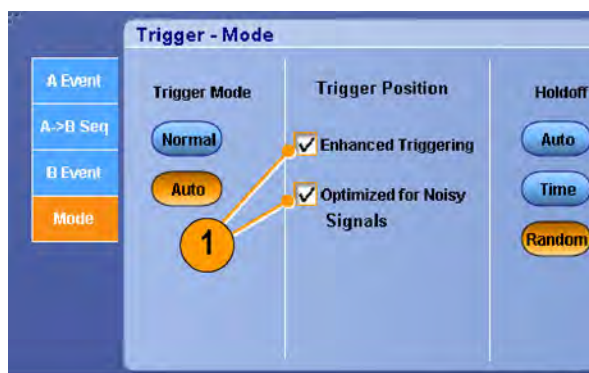 Trigger - Mode
A Event
A->B Seq
B Event
Mode
Trigger Mode
Normal
Auto
Trigger Position
Enhanced Triggering
Optimized for Noisy
Signals
Holdoff
Auto
Time
Random
1